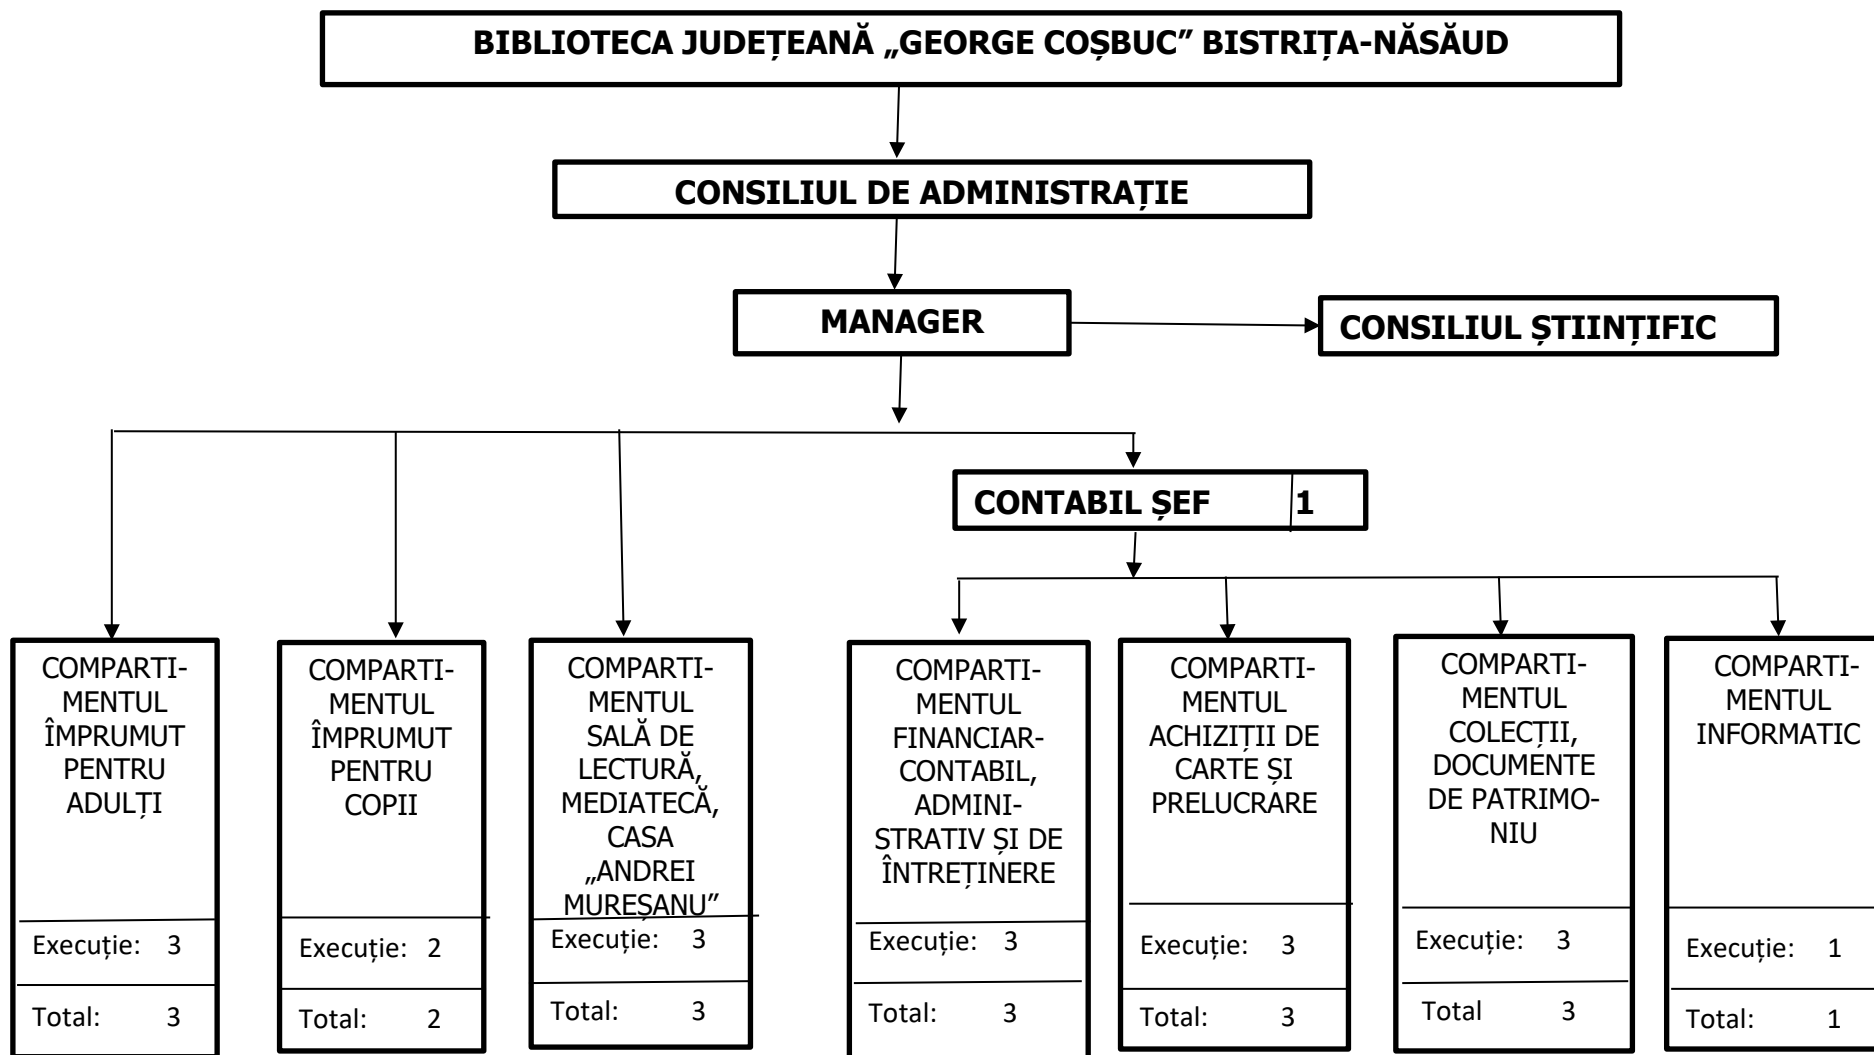 BIBLIOTECA JUDEȚEANĂ „GEORGE COȘBUC” BISTRIȚA-NĂSĂUD
CONSILIUL DE ADMINISTRAȚIE
MANAGER
CONSILIUL ȘTIINȚIFIC
CONTABIL ȘEF 1
COMPARTI-
MENTUL
ÎMPRUMUT
PENTRU
ADULȚI
Execuție: 3
Total: 3
COMPARTI-
MENTUL
ÎMPRUMUT
PENTRU
COPII
Execuție: 2
Total: 2
COMPARTI-
MENTUL
SALĂ DE
LECTURĂ,
MEDIATECĂ,
CASA
„ANDREI
MUREȘANU”
Execuție: 3
Total: 3
COMPARTI-
MENTUL
FINANCIAR-
CONTABIL,
ADMINI-
STRATIV ȘI DE
ÎNTREȚINERE
Execuție: 3
Total: 3
COMPARTI-
MENTUL
ACHIZIȚII DE
CARTE ȘI
PRELUCRARE
Execuție: 3
Total: 3
COMPARTI-
MENTUL
COLECȚII,
DOCUMENTE
DE PATRIMO-
NIU
Execuție: 3
Total 3
COMPARTI-
MENTUL
INFORMATIC
Execuție: 1
Total: 1